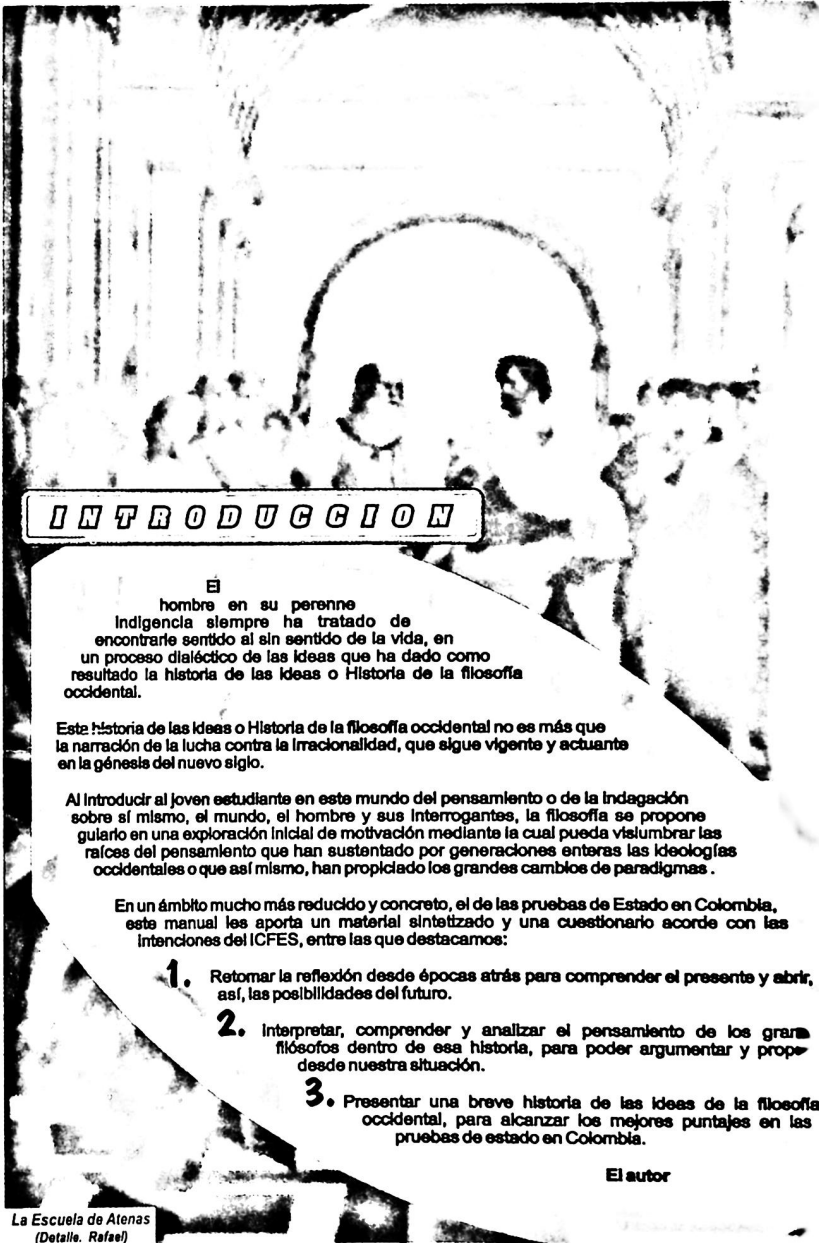 INTRODUCCION
El
hombre en su perenne
indigencia siempre ha tratado de
encontrarle sentido al sin sentido de la vida, en
un proceso dialéctico de las ideas que ha dado como
resultado la historia de las ideas o Historia de la filosofía
occidental.
Este historia de las ideas o Historia de la filosofía occidental no es más que
la narración de la lucha contra la irracionalidad, que sigue vigente y actuante
en la génesis del nuevo siglo.
Al introducir al joven estudiante en este mundo del pensamiento o de la indagación
sobre sí mismo, el mundo, el hombre y sus interrogantes, la filosofía se propone
guiarlo en una exploración inicial de motivación mediante la cual pueda vislumbrar las
raíces del pensamiento que han sustentado por generaciones enteras las ideologías
occidentales o que así mismo, han propiciado los grandes cambios de paradigmas .
En un ámbito mucho más reducido y concreto, el de las pruebas de Estado en Colombia,
este manual les aporta un material sintetizado y una cuestionario acorde con las
intenciones del ICFES, entre las que destacamos:
1. Retomar la reflexión desde épocas atrás para comprender el presente y abrir,
así, las posibilidades del futuro.
2. Interpretar, comprender y analizar el pensamiento de los
filósofos dentro de esa historia, para poder argumentar y
desde nuestra situación.
3. Presentar una breve historia de las ideas de la filosofía
occidental, para alcanzar los mejores puntajes en las
pruebas de estado en Colombia.
El autor
La Escuela de Atenas
(Detalle. Rafael)